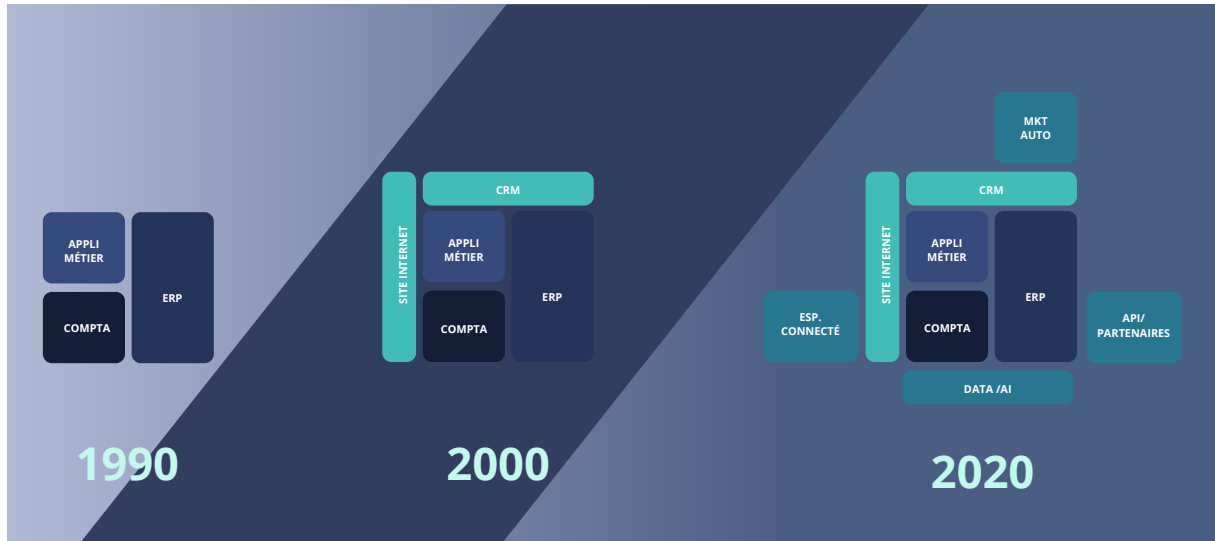 APPLI
MÉTIER
COMPTA
ERP
1990
SITE INTERNET
CRM
APPLI
MÉTIER
COMPTA
ERP
2000
MKT
AUTO
ESP.
CONNECTÉ
SITE INTERNET
CRM
APPLI
MÉTIER
COMPTA
ERP
API/
PARTENAIRES
DATA /AI
2020